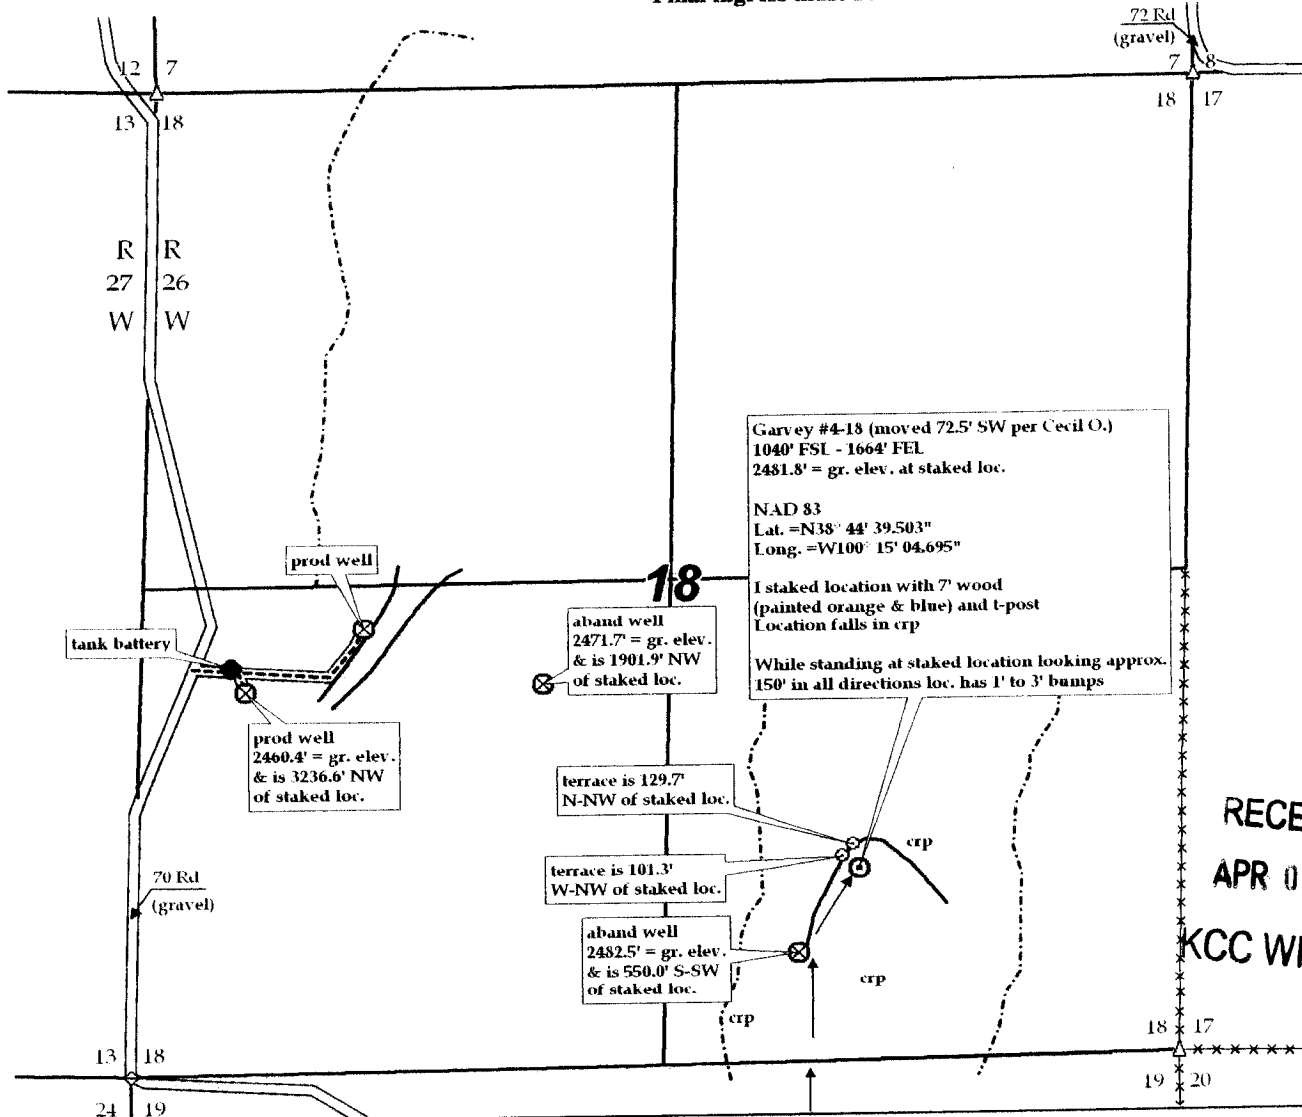 72 Rd
(gravel)
12 7
7 8
13 18
18 17
R R
27 26
W W
Garvey #4-18 (moved 72.5' SW per Cecil O.)
1040' FSL - 1664' FEL
2481.8' = gr. elev. at staked loc.
NAD 83
Lat. =N38° 44' 39.503"
Long. =W100° 15' 04.695"
I staked location with 7' wood
(painted orange & blue) and t-post
Location falls in crp
While standing at staked location looking approx.
150' in all directions loc. has 1' to 3' bumps
prod well
18
tank battery
aband well
2471.7' = gr. elev.
& is 1901.9' NW
of staked loc.
prod well
2460.4' = gr. elev.
& is 3236.6' NW
of staked loc.
terrace is 129.7'
N-NW of staked loc.
crp
terrace is 101.3'
W-NW of staked loc.
70 Rd
(gravel)
aband well
2482.5' = gr. elev.
& is 550.0' S-SW
of staked loc.
crp
crp
RECE
APR 0
KCC WI
13 18
18 17
24 19
19 20